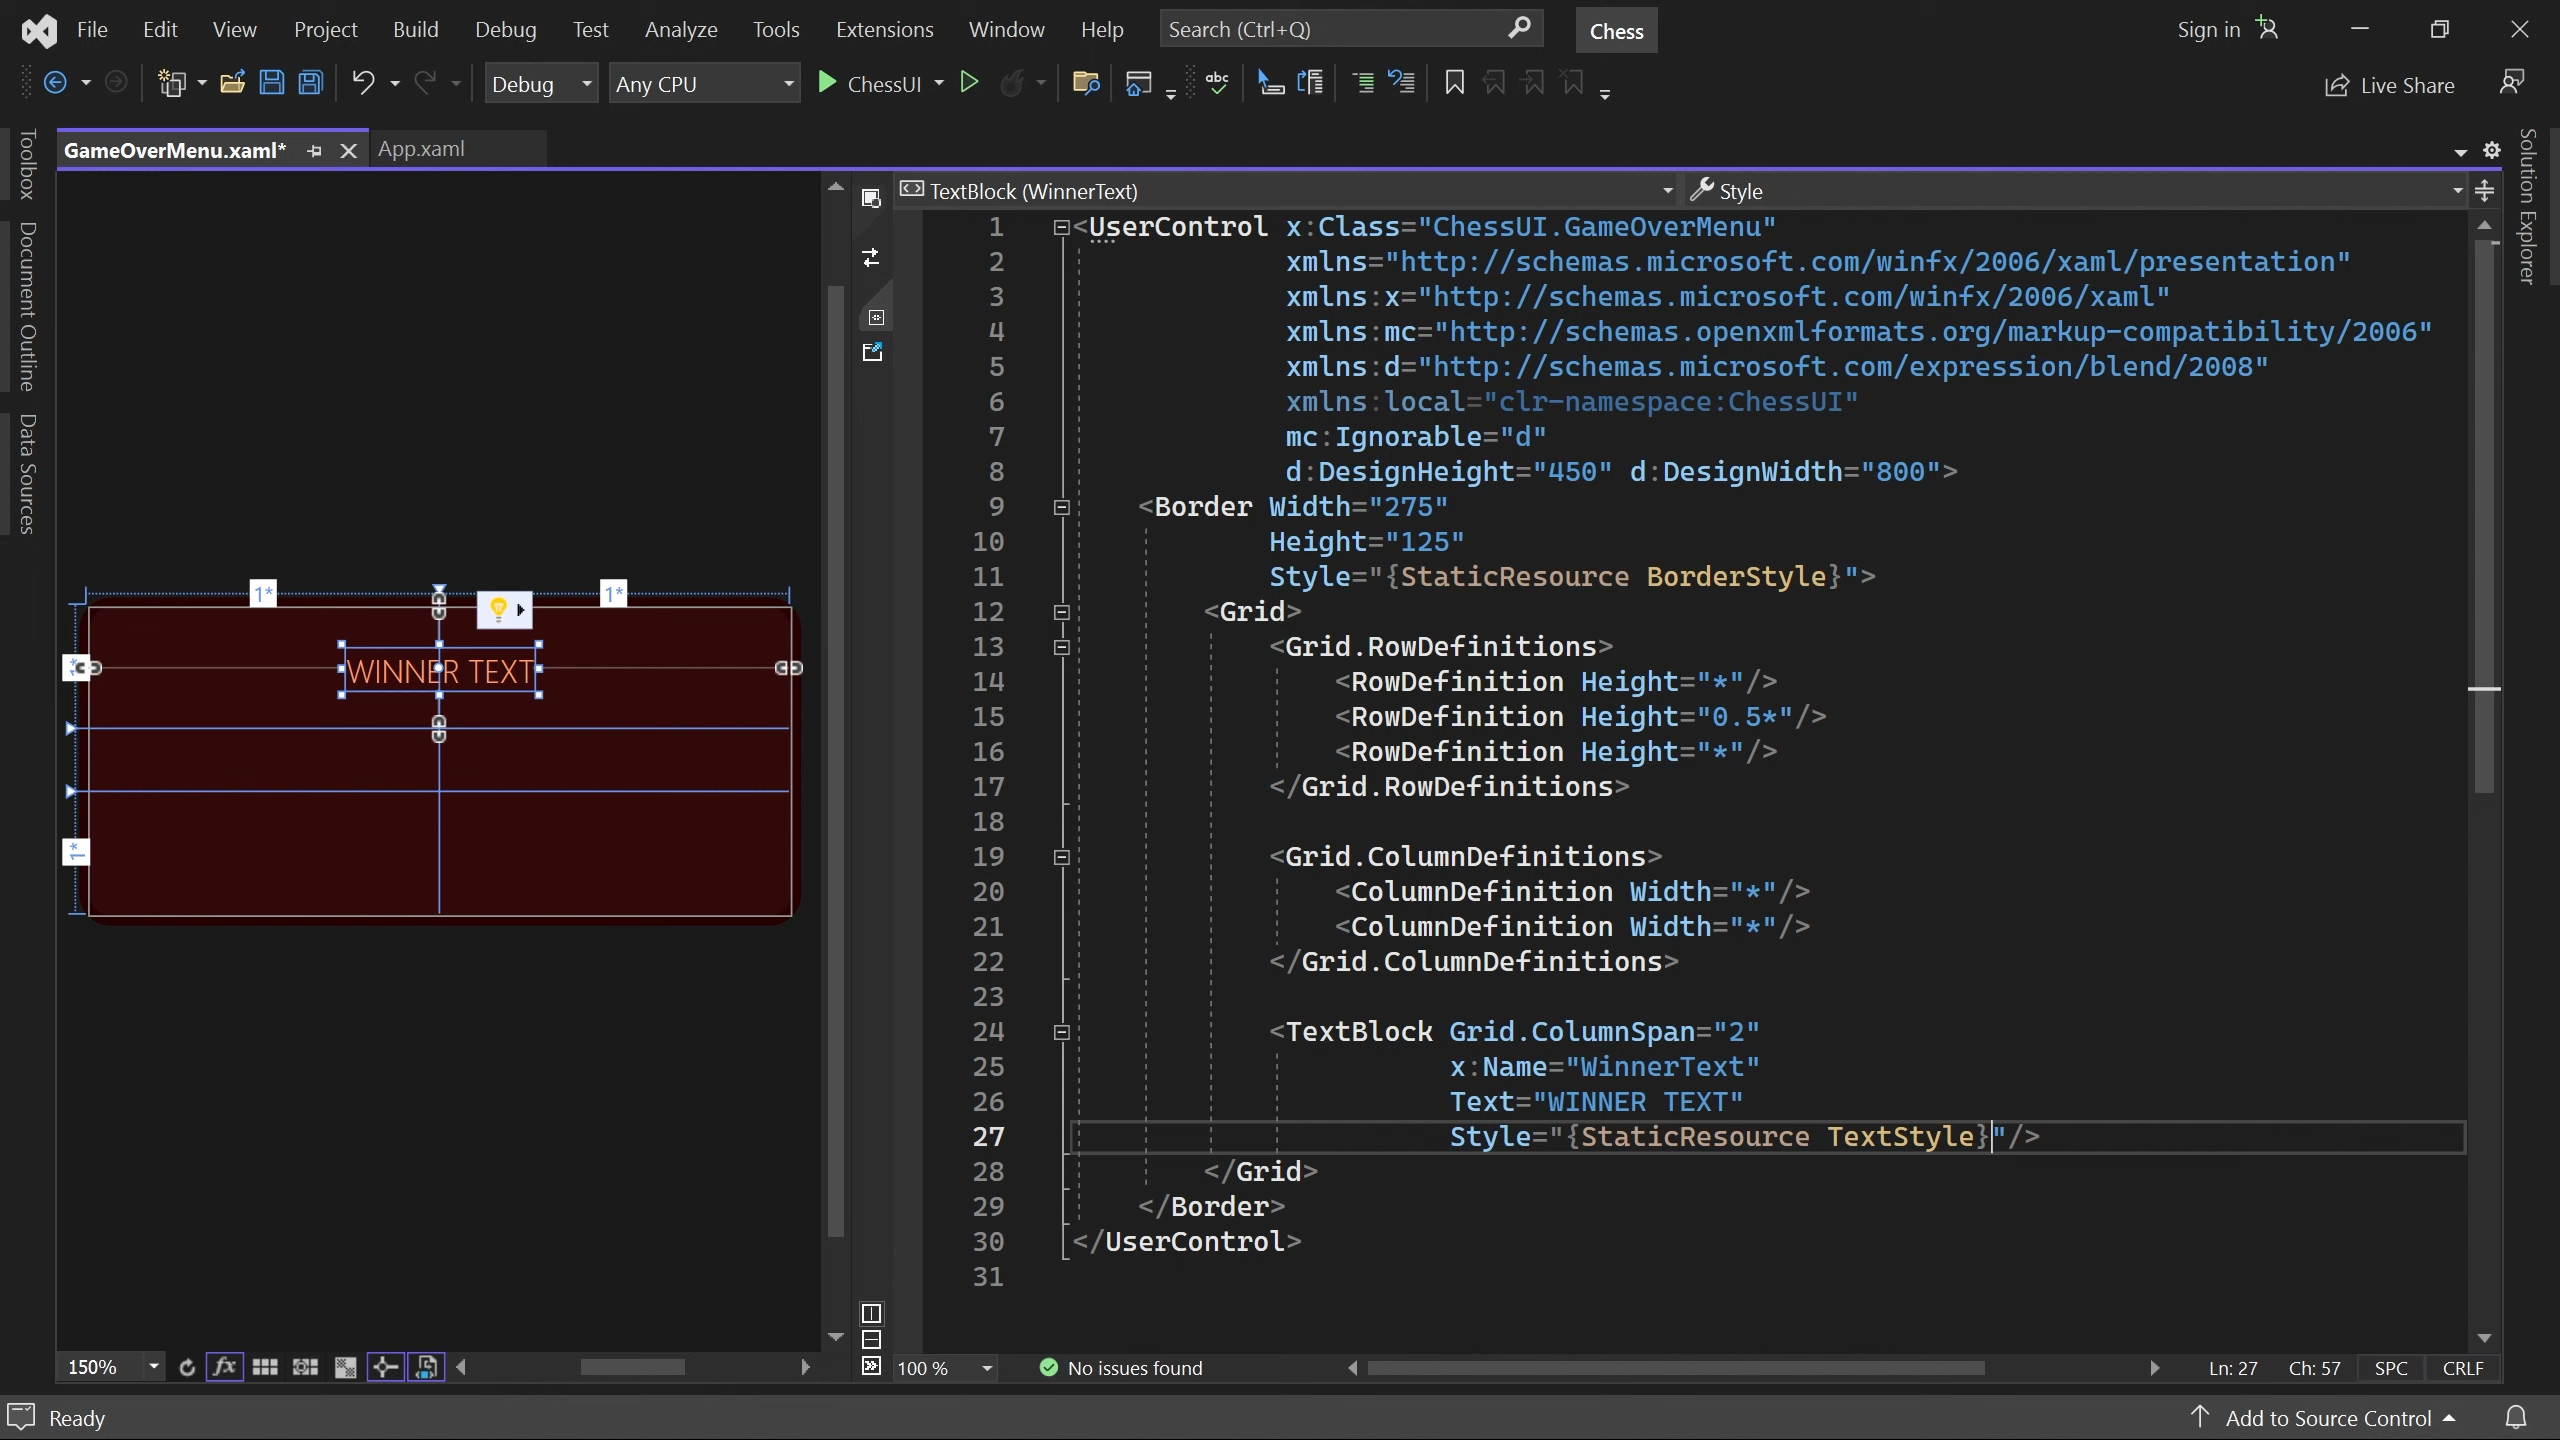 File Edit View Project Build Debug Test Analyze Tools Extensions Window Help Search (Ctrl+Q) Chess Sign in
Debug Any CPU ChessUI abc Live Share
Toolbox
Document Outline
Data Sources
GameOverMenu.xaml* App.xaml
Solution Explorer
TextBlock (WinnerText) Style
1* 1*
WINNER TEXT
1*
1*
1 <UserControl x:Class="ChessUI.GameOverMenu"
2 xmlns="http://schemas.microsoft.com/winfx/2006/xaml/presentation"
3 xmlns:x="http://schemas.microsoft.com/winfx/2006/xaml"
4 xmlns:mc="http://schemas.openxmlformats.org/markup-compatibility/2006"
5 xmlns:d="http://schemas.microsoft.com/expression/blend/2008"
6 xmlns:local="clr-namespace:ChessUI"
7 mc:Ignorable="d"
8 d:DesignHeight="450" d:DesignWidth="800">
9 <Border Width="275"
10 Height="125"
11 Style="{StaticResource BorderStyle}">
12 <Grid>
13 <Grid.RowDefinitions>
14 <RowDefinition Height="*"/>
15 <RowDefinition Height="0.5*"/>
16 <RowDefinition Height="*"/>
17 </Grid.RowDefinitions>
18
19 <Grid.ColumnDefinitions>
20 <ColumnDefinition Width="*"/>
21 <ColumnDefinition Width="*"/>
22 </Grid.ColumnDefinitions>
23
24 <TextBlock Grid.ColumnSpan="2"
25 x:Name="WinnerText"
26 Text="WINNER TEXT"
27 Style="{StaticResource TextStyle}"/>
28 </Grid>
29 </Border>
30 </UserControl>
31
150% fx 100 % No issues found Ln: 27 Ch: 57 SPC CRLF
Ready Add to Source Control